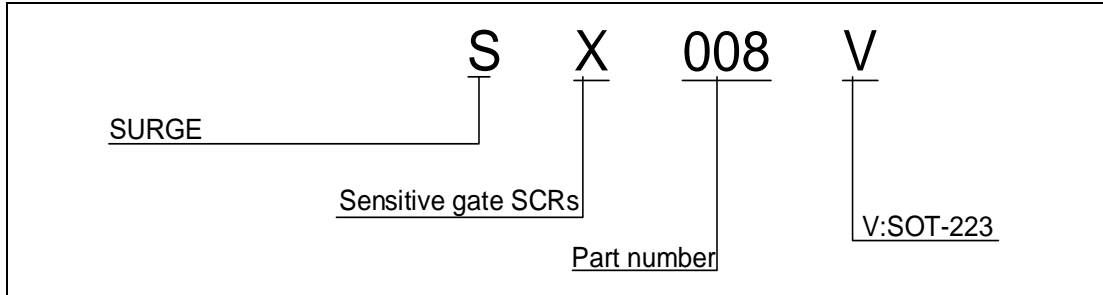 S X 008 V
SURGE
Sensitive gate SCRs
V:SOT-223
Part number